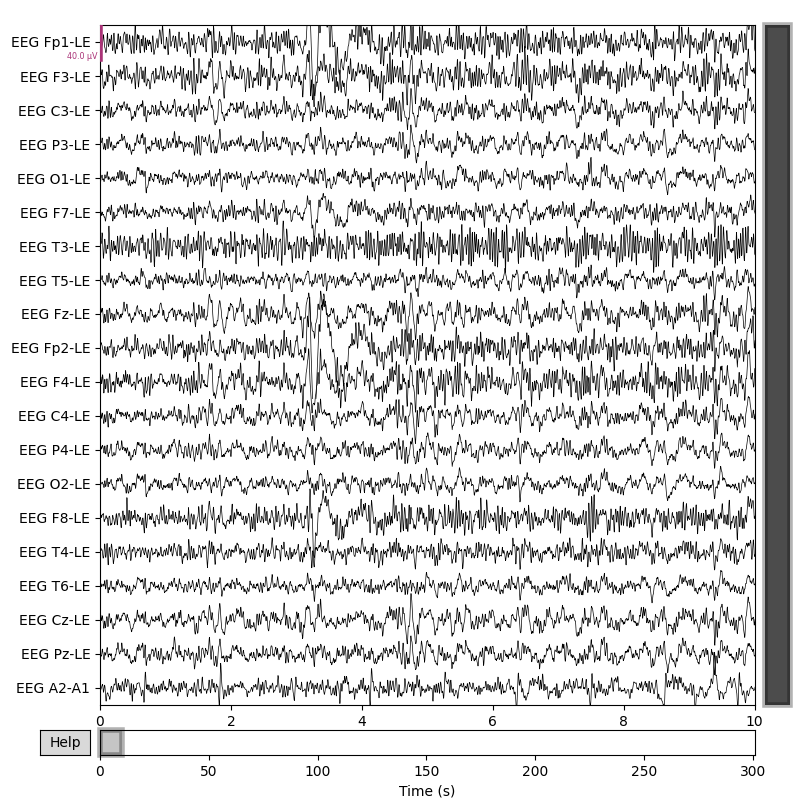 EEG Fp1-LE
40.0 µV
EEG F3-LE
EEG C3-LE
EEG P3-LE
EEG O1-LE
EEG F7-LE
EEG T3-LE
EEG T5-LE
EEG Fz-LE
EEG Fp2-LE
EEG F4-LE
EEG C4-LE
EEG P4-LE
EEG O2-LE
EEG F8-LE
EEG T4-LE
EEG T6-LE
EEG Cz-LE
EEG Pz-LE
EEG A2-A1
0 2 4 6 8 10
Help
0 50 100 150 200 250 300
Time (s)